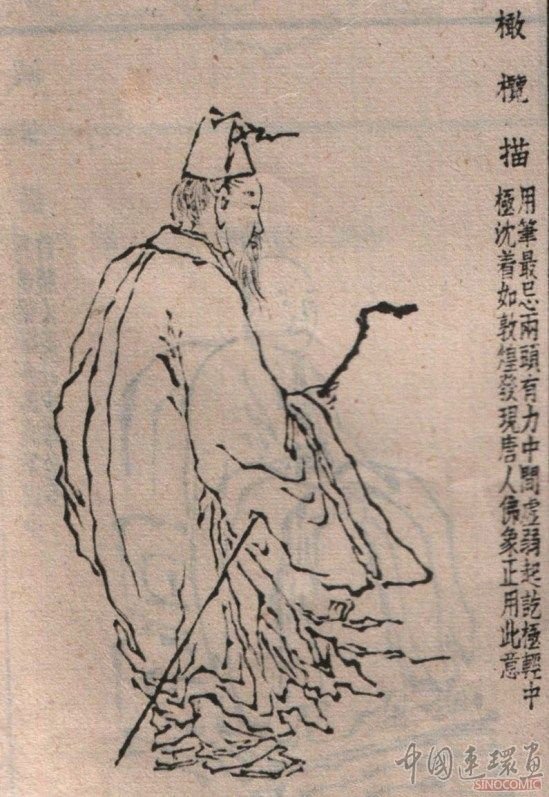 橄欖描
用筆最忌兩頭有力中間虛弱起訖極輕中
極沈着如敦煌發現唐人佛象正用此意
中國連環画
SINOCOMIC